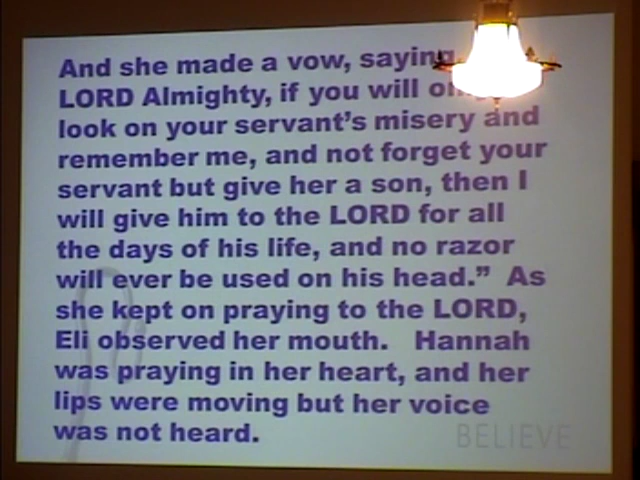 And she made a vow, saying
LORD Almighty, if you will
look on your servant's misery and
remember me, and not forget your
servant but give her a son, then I
will give him to the LORD for all
the days of his life, and no razor
will ever be used on his head.” As
she kept on praying to the LORD,
Eli observed her mouth. Hannah
was praying in her heart, and her
lips were moving but her voice
was not heard.
BELIEVE